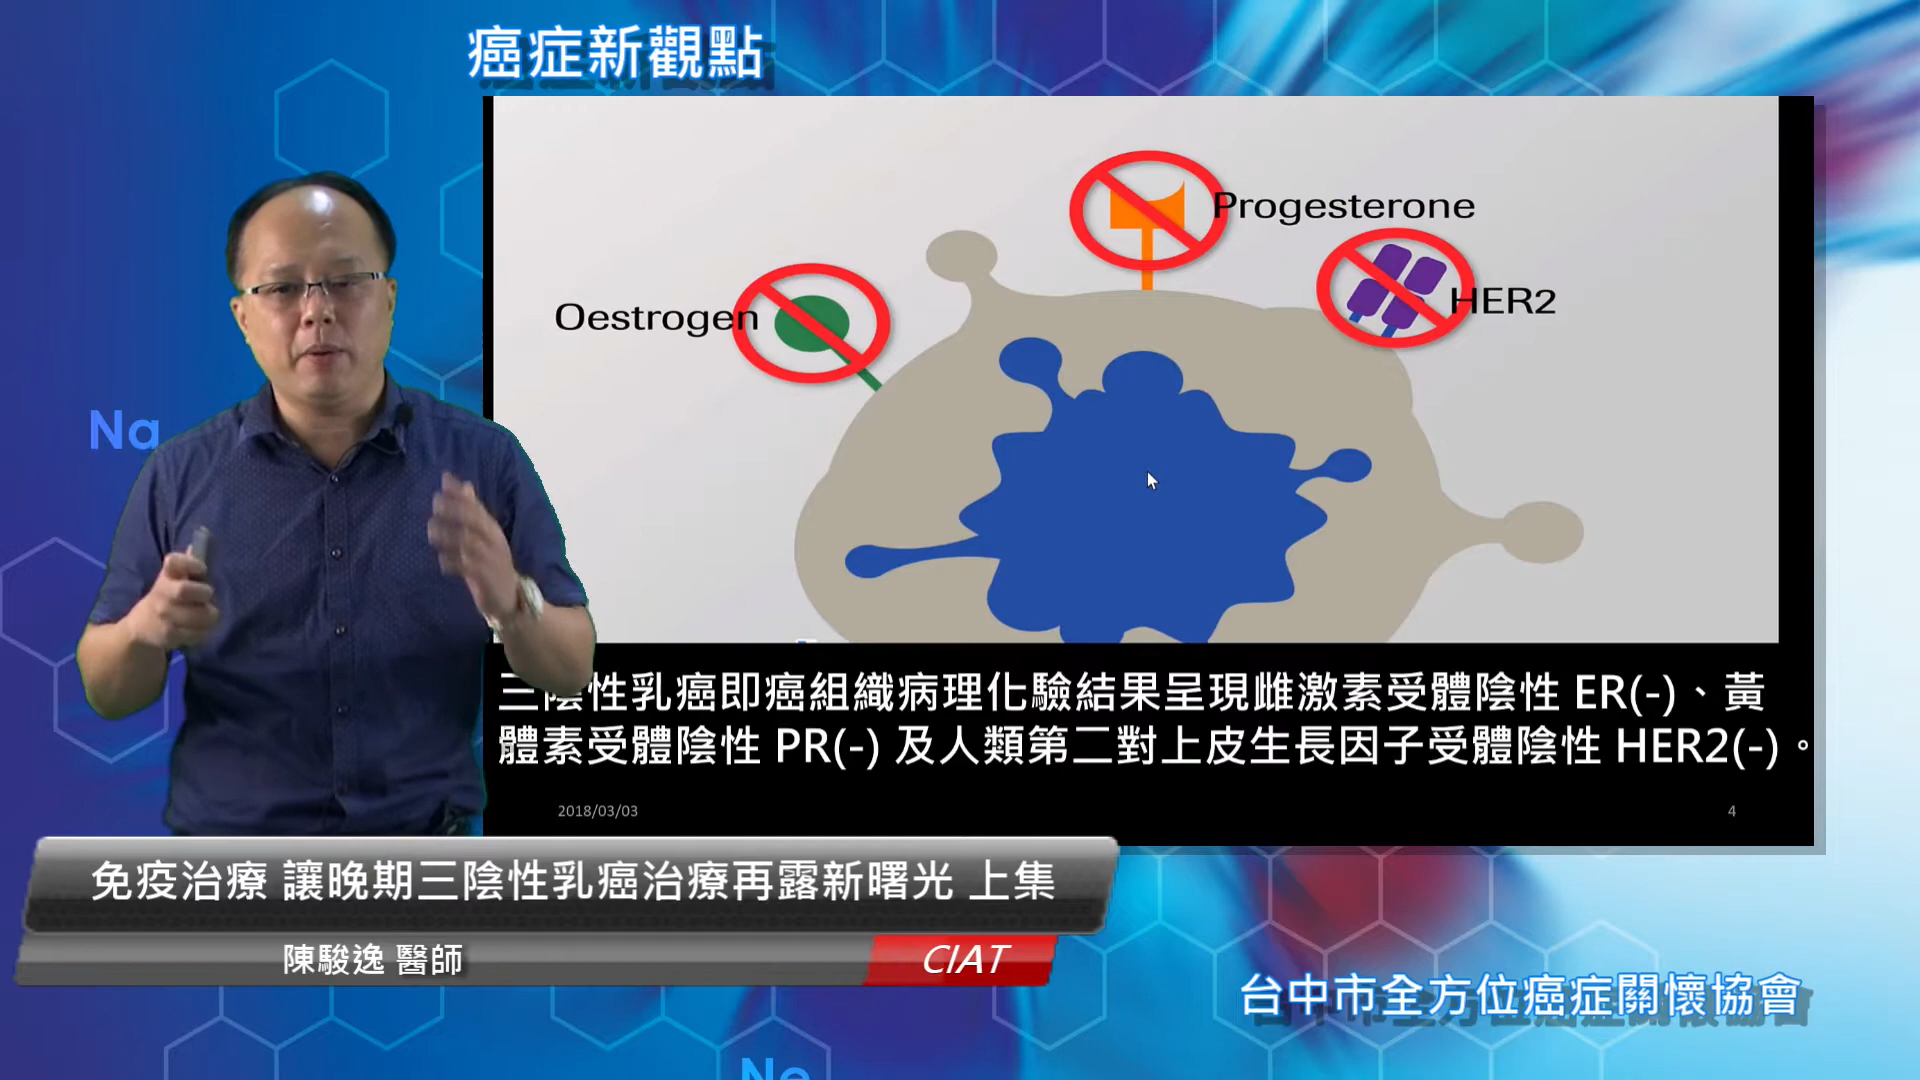 癌症新觀點
Progesterone
HER2
Oestrogen
Na
三陰性乳癌即癌組織病理化驗結果呈現雌激素受體陰性 ER(-)、黃
體素受體陰性 PR(-) 及人類第二對上皮生長因子受體陰性 HER2(-)。
2018/03/03
4
免疫治療 讓晚期三陰性乳癌治療再露新曙光 上集
陳駿逸 醫師
CIAT
台中市全方位癌症關懷協會
Ne